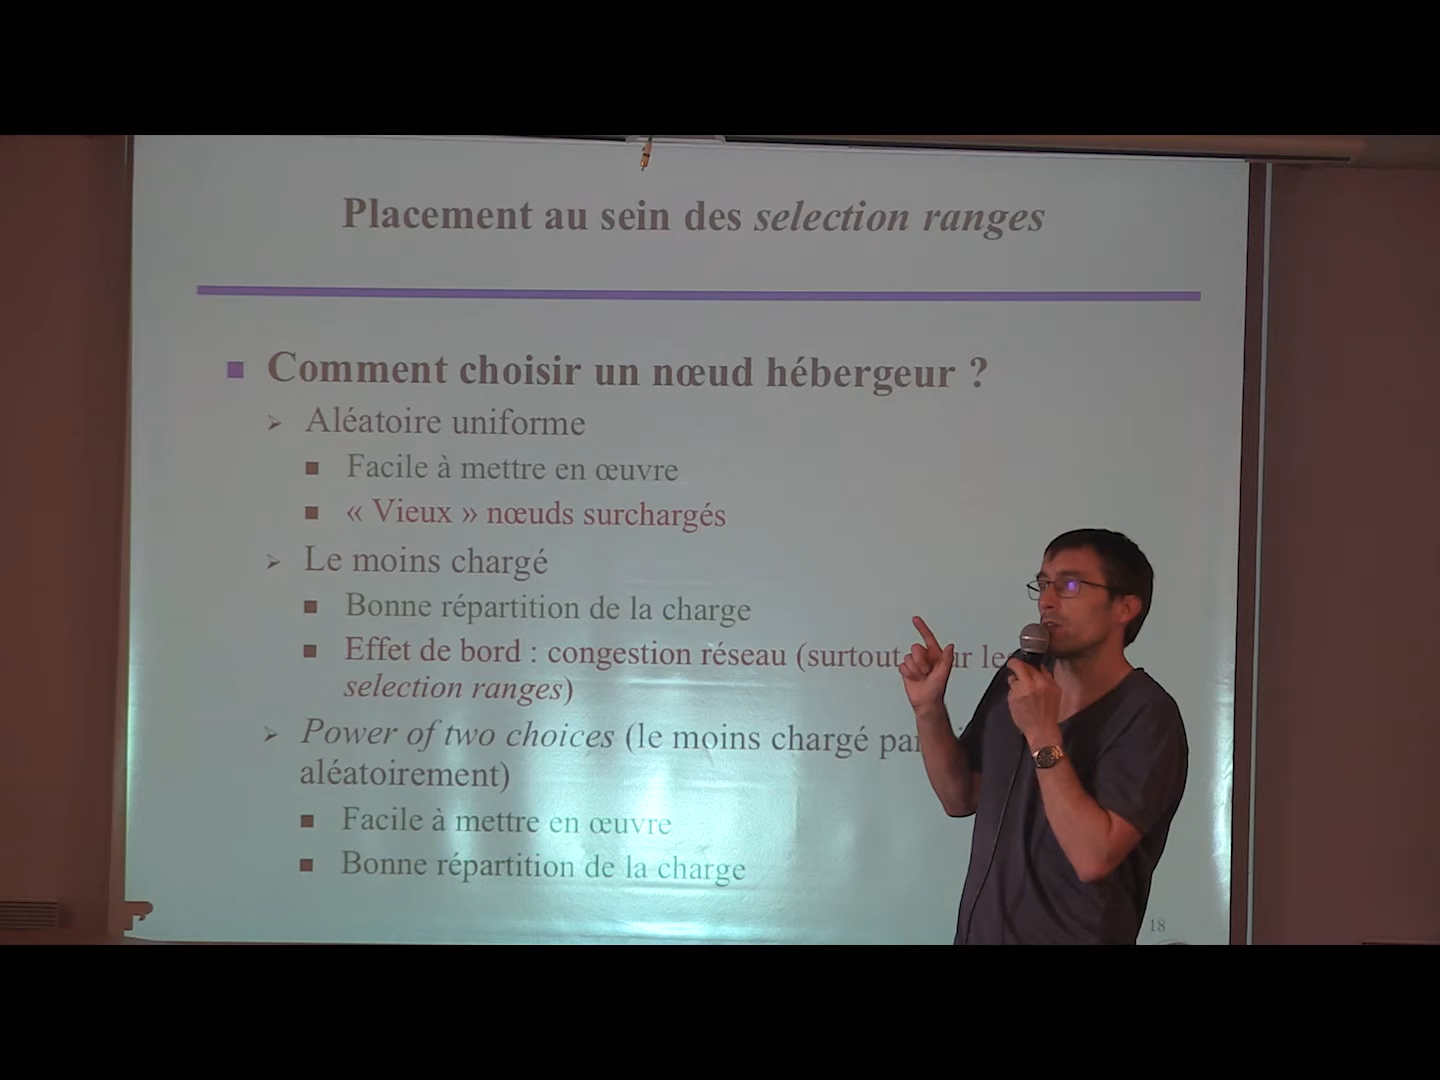 Placement au sein des selection ranges
Comment choisir un nœud hébergeur ?
Aléatoire uniforme
Facile à mettre en œuvre
« Vieux » nœuds surchargés
Le moins chargé
Bonne répartition de la charge
Effet de bord : congestion réseau (surtout
selection ranges)
Power of two choices (le moins chargé
aléatoirement)
Facile à mettre en œuvre
Bonne répartition de la charge
18